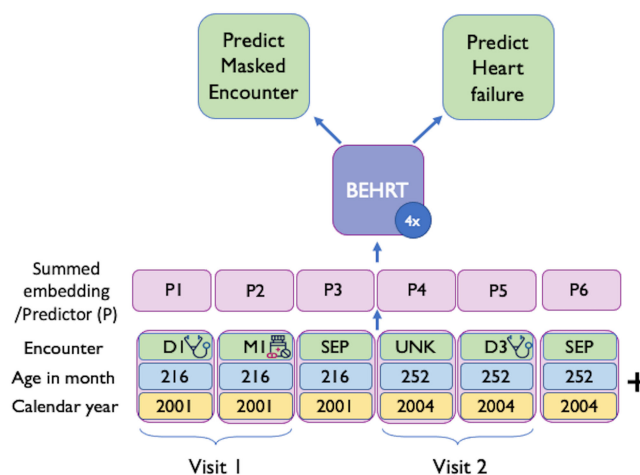 Predict
Masked
Encounter
Predict
Heart
failure
BEHRT
4x
Summed
embedding
/Predictor (P)
P1 P2 P3 P4 P5 P6
Encounter D1 M1 SEP UNK D3 SEP
Age in month 216 216 216 252 252 252
+
Calendar year 2001 2001 2001 2004 2004 2004
Visit 1 Visit 2